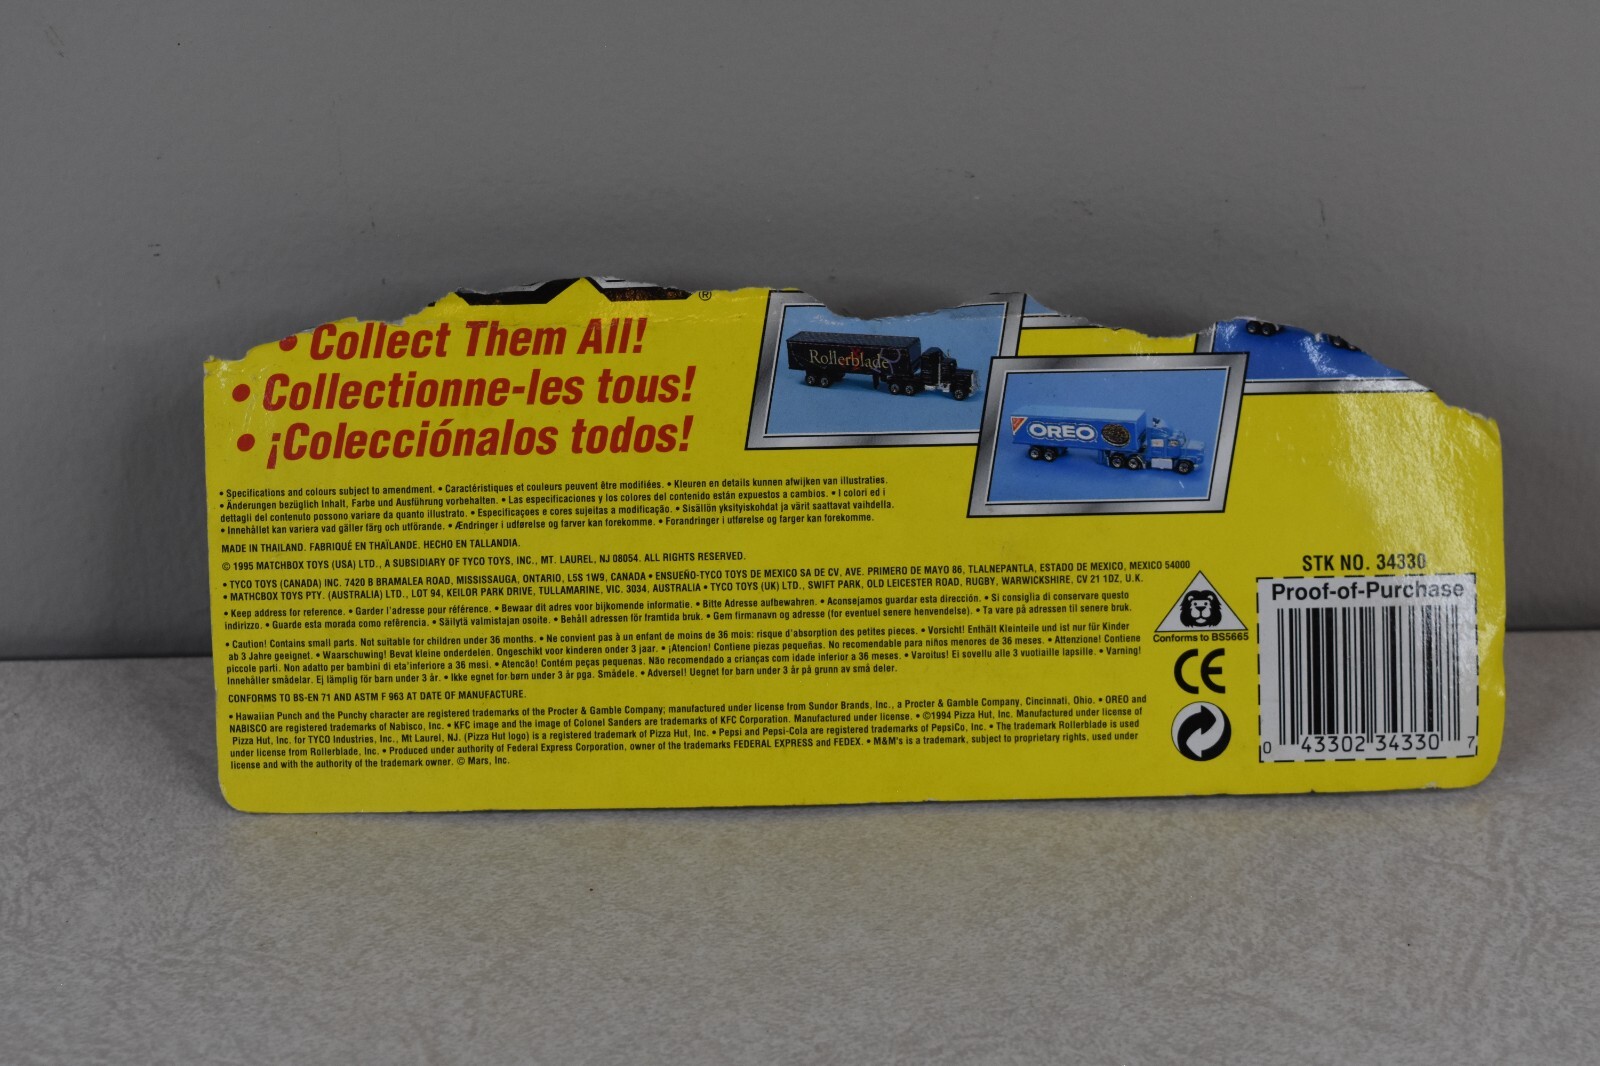 ®
• Collect Them All!
• Collectionne-les tous!
• ¡Colecciónalos todos!
Rollerblade
OREO
• Specifications and colours subject to amendment. • Caractéristiques et couleurs peuvent être modifiées. • Kleuren en details kunnen afwijken van illustraties.
• Änderungen bezüglich Inhalt, Farbe und Ausführung vorbehalten. • Las especificaciones y los colores del contenido están expuestos a cambios. • I colori ed i
dettagli del contenuto possono variare da quanto illustrato. • Especificaçoes e cores sujeitas a modificação. • Sisällön yksityiskohdat ja värit saattavat vaihdella.
• Innehållet kan variera vad gäller färg och utförande. • Ændringer i udførelse og farver kan forekomme. • Forandringer i utførelse og farger kan forekomme.
MADE IN THAILAND. FABRIQUÉ EN THAÏLANDE. HECHO EN TALLANDIA.
© 1995 MATCHBOX TOYS (USA) LTD., A SUBSIDIARY OF TYCO TOYS, INC., MT. LAUREL, NJ 08054. ALL RIGHTS RESERVED.
• TYCO TOYS (CANADA) INC. 7420 B BRAMALEA ROAD, MISSISSAUGA, ONTARIO, L5S 1W9, CANADA • ENSUEÑO-TYCO TOYS DE MEXICO SA DE CV, AVE. PRIMERO DE MAYO 86, TLALNEPANTLA, ESTADO DE MEXICO, MEXICO 54000
• MATHCBOX TOYS PTY. (AUSTRALIA) LTD., LOT 94, KEILOR PARK DRIVE, TULLAMARINE, VIC. 3034, AUSTRALIA • TYCO TOYS (UK) LTD., SWIFT PARK, OLD LEICESTER ROAD, RUGBY, WARWICKSHIRE, CV 21 1DZ, U.K.
• Keep address for reference. • Garder l'adresse pour référence. • Bewaar dit adres voor bijkomende informatie. • Bitte Adresse aufbewahren. • Aconsejamos guardar esta dirección. • Si consiglia di conservare questo
indirizzo. • Guarde esta morada como refêrencia. • Säilytä valmistajan osoite. • Behåll adressen för framtida bruk. • Gem firmanavn og adresse (for eventuel senere henvendelse). • Ta vare på adressen til senere bruk.
• Caution! Contains small parts. Not suitable for children under 36 months. • Ne convient pas à un enfant de moins de 36 mois: risque d'absorption des petites pieces. • Vorsicht! Enthält Kleinteile und ist nur für Kinder
ab 3 Jahre geeignet. • Waarschuwing! Bevat kleine onderdelen. Ongeschikt voor kinderen onder 3 jaar. • ¡Atencion! Contiene piezas pequeñas. No recomendable para niños menores de 36 meses. • Attenzione! Contiene
piccole parti. Non adatto per bambini di eta'inferiore a 36 mesi. • Atencão! Contém peças pequenas. Não recomendado a crianças com idade inferior a 36 meses. • Varoitus! Ei sovellu alle 3 vuotiaille lapsille. • Varning!
Innehåller smådelar. Ej lämplig för barn under 3 år. • Ikke egnet for børn under 3 år pga. Smådele. • Adversel! Uegnet for barn under 3 år på grunn av små deler.
CONFORMS TO BS-EN 71 AND ASTM F 963 AT DATE OF MANUFACTURE.
• Hawaiian Punch and the Punchy character are registered trademarks of the Procter & Gamble Company; manufactured under license from Sundor Brands, Inc., a Procter & Gamble Company, Cincinnati, Ohio. • OREO and
NABISCO are registered trademarks of Nabisco, Inc. • KFC image and the image of Colonel Sanders are trademarks of KFC Corporation. Manufactured under license. • ©1994 Pizza Hut, Inc. Manufactured under license of
Pizza Hut, Inc. for TYCO Industries, Inc., Mt Laurel, NJ. (Pizza Hut logo) is a registered trademark of Pizza Hut, Inc. • Pepsi and Pepsi-Cola are registered trademarks of PepsiCo, Inc. • The trademark Rollerblade is used
under license from Rollerblade, Inc. • Produced under authority of Federal Express Corporation, owner of the trademarks FEDERAL EXPRESS and FEDEX. • M&M's is a trademark, subject to proprietary rights, used under
license and with the authority of the trademark owner. © Mars, Inc.
Conforms to BS5665
CE
STK NO. 34330
Proof-of-Purchase
0 43302 34330 7